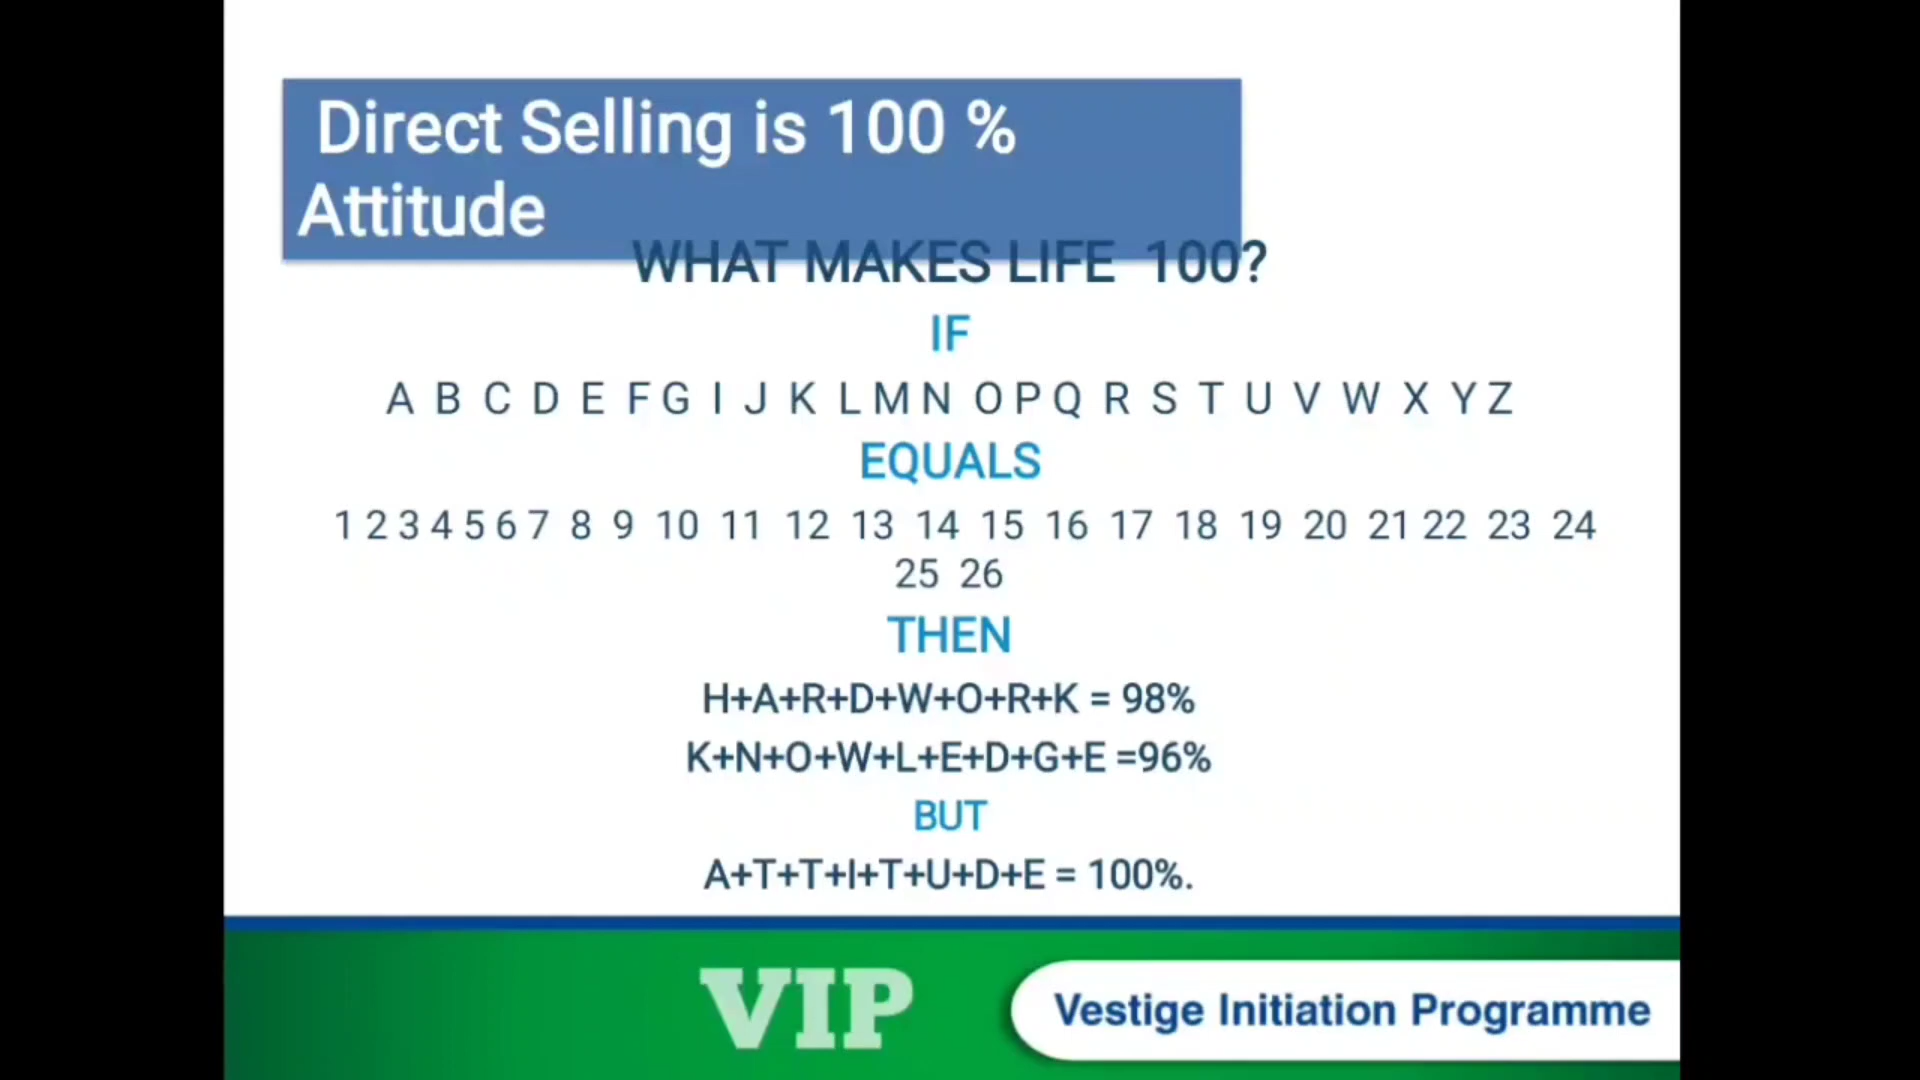 Direct Selling is 100 %
Attitude
WHAT MAKES LIFE 100?
IF
A B C D E F G I J K L M N O P Q R S T U V W X Y Z
EQUALS
1 2 3 4 5 6 7 8 9 10 11 12 13 14 15 16 17 18 19 20 21 22 23 24
25 26
THEN
H+A+R+D+W+O+R+K = 98%
K+N+O+W+L+E+D+G+E =96%
BUT
A+T+T+I+T+U+D+E = 100%.
VIP
Vestige Initiation Programme